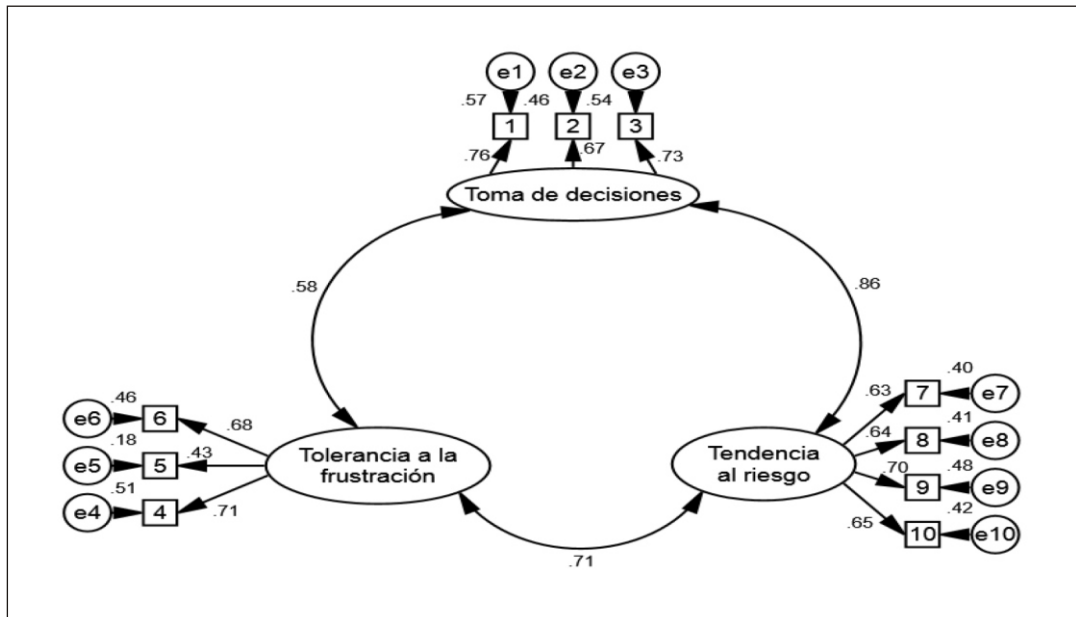 e1 e2 e3
.57 .46 .54
1 2 3
.76 .67 .73
Toma de decisiones
.58 .86
.46
e6 6 .68
.18
e5 5 .43
.51
e4 4 .71
Tolerancia a la
frustración
Tendencia
al riesgo
.40
.63 7 e7
.41
.64 8 e8
.48
.70 9 e9
.42
.65 10 e10
.71